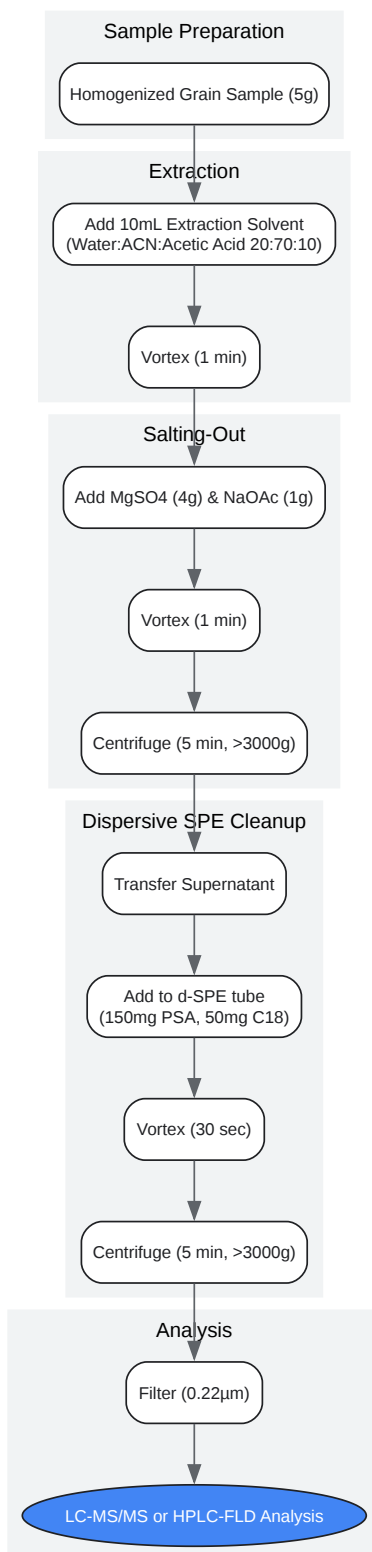 Sample Preparation
Homogenized Grain Sample (5g)
Extraction
Add 10mL Extraction Solvent
(Water:ACN:Acetic Acid 20:70:10)
Vortex (1 min)
Salting-Out
Add MgSO4 (4g) & NaOAc (1g)
Vortex (1 min)
Centrifuge (5 min, >3000g)
Dispersive SPE Cleanup
Transfer Supernatant
Add to d-SPE tube
(150mg PSA, 50mg C18)
Vortex (30 sec)
Centrifuge (5 min, >3000g)
Analysis
Filter (0.22µm)
LC-MS/MS or HPLC-FLD Analysis